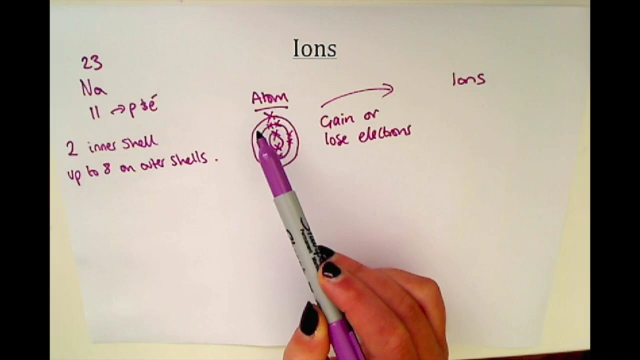 Ions
23
Na
11 → p + é
2 inner shell
up to 8 on outer shells.
Atom
Gain or
lose electrons
Ions